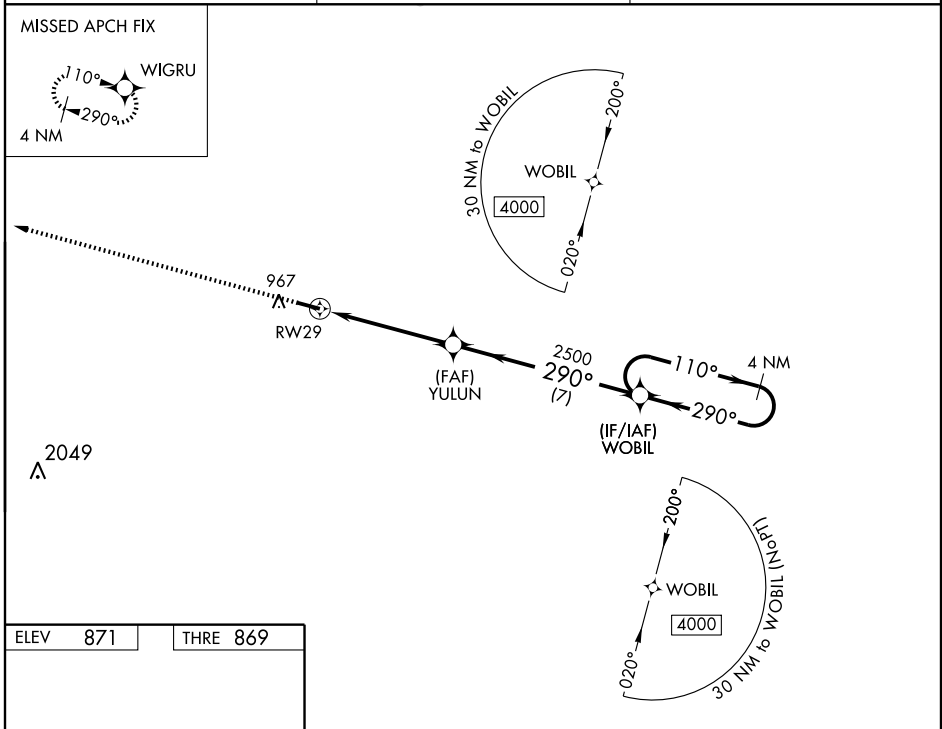 MISSED APCH FIX
110°
WIGRU
290°
4 NM
30 NM to WOBIL
200°
WOBIL
4000
020°
967
RW29
(FAF)
YULUN
2500
290°
(7)
110°
4 NM
290°
(IF/IAF)
WOBIL
2049
200°
WOBIL
4000
020°
30 NM to WOBIL (NoPT)
ELEV 871
THRE 869